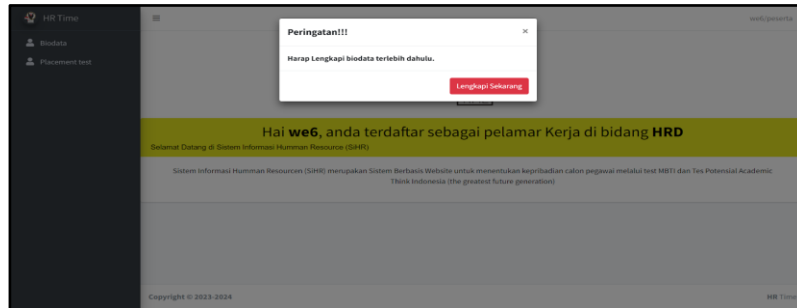 HR Time
web/peserta
Biodata
Placement test
Peringatan!!!
×
Harap Lengkapi biodata terlebih dahulu.
Lengkapi Sekarang
Hai we6, anda terdaftar sebagai pelamar Kerja di bidang HRD
Selamat Datang di Sistem Informasi Humman Resource (SiHR)
Sistem Informasi Humman Resourcen (SiHR) merupakan Sistem Berbasis Website untuk menentukan kepribadian calon pegawai melalui test MBTI dan Tes Potensial Academic
Think Indonesia (the greatest future generation)
Copyright © 2023-2024
HR Time